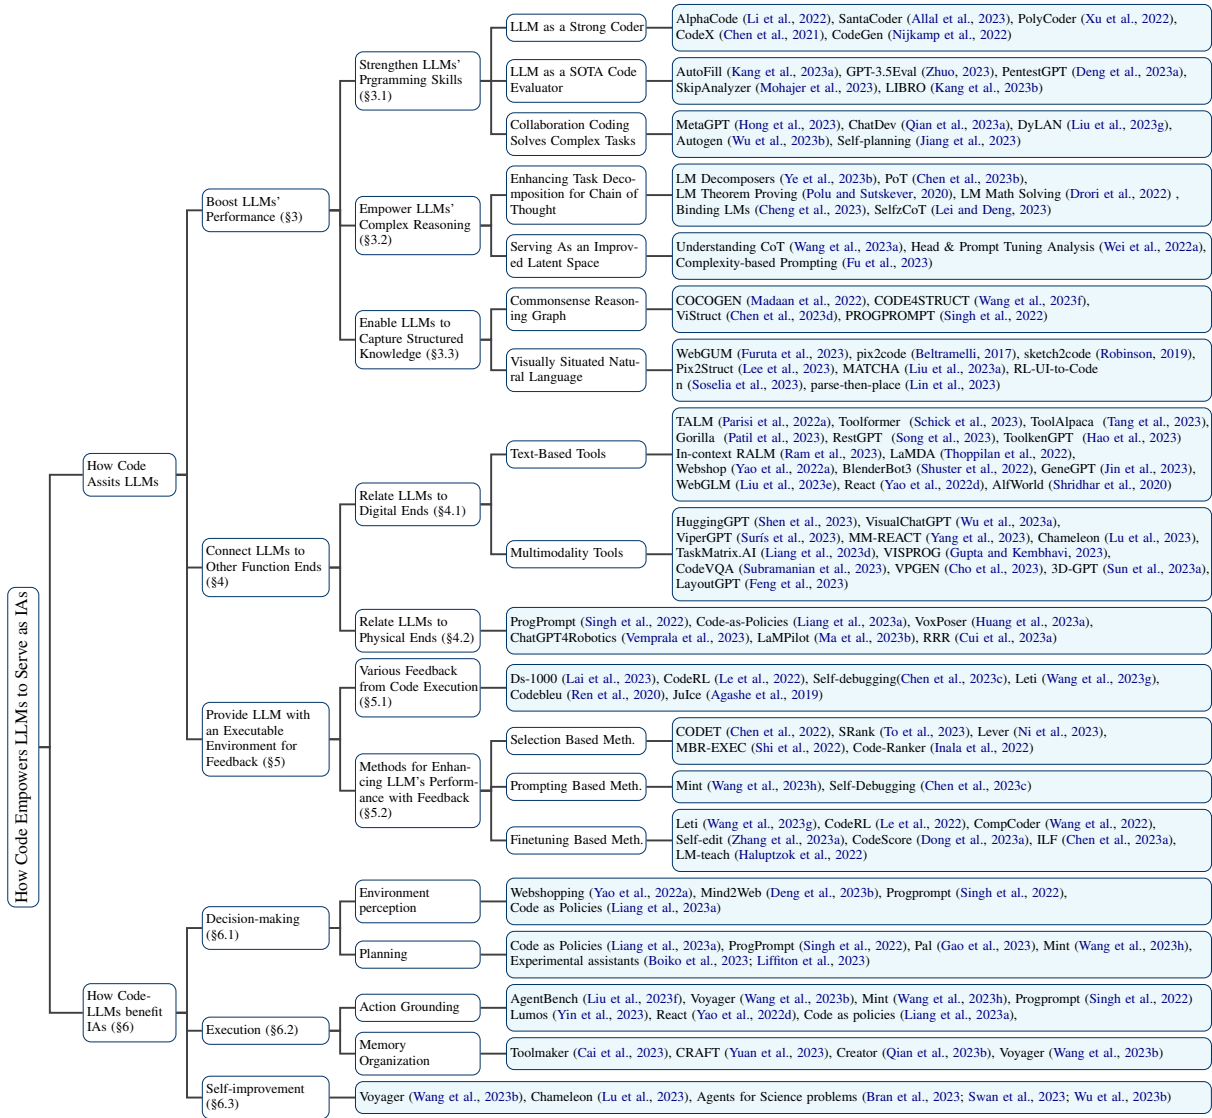 How Code Empowers LLMs to Serve as IAs
How Code
Assits LLMs
Boost LLMs'
Performance (§3)
Strengthen LLMs'
Prgramming Skills
(§3.1)
LLM as a Strong Coder
AlphaCode (Li et al., 2022), SantaCoder (Allal et al., 2023), PolyCoder (Xu et al., 2022),
CodeX (Chen et al., 2021), CodeGen (Nijkamp et al., 2022)
LLM as a SOTA Code
Evaluator
AutoFill (Kang et al., 2023a), GPT-3.5Eval (Zhuo, 2023), PentestGPT (Deng et al., 2023a),
SkipAnalyzer (Mohajer et al., 2023), LIBRO (Kang et al., 2023b)
Collaboration Coding
Solves Complex Tasks
MetaGPT (Hong et al., 2023), ChatDev (Qian et al., 2023a), DyLAN (Liu et al., 2023g),
Autogen (Wu et al., 2023b), Self-planning (Jiang et al., 2023)
Empower LLMs'
Complex Reasoning
(§3.2)
Enhancing Task Deco-
mposition for Chain of
Thought
LM Decomposers (Ye et al., 2023b), PoT (Chen et al., 2023b),
LM Theorem Proving (Polu and Sutskever, 2020), LM Math Solving (Drori et al., 2022) ,
Binding LMs (Cheng et al., 2023), SelfzCoT (Lei and Deng, 2023)
Serving As an Improv-
ed Latent Space
Understanding CoT (Wang et al., 2023a), Head & Prompt Tuning Analysis (Wei et al., 2022a),
Complexity-based Prompting (Fu et al., 2023)
Enable LLMs to
Capture Structured
Knowledge (§3.3)
Commonsense Reason-
ing Graph
COCOGEN (Madaan et al., 2022), CODE4STRUCT (Wang et al., 2023f),
ViStruct (Chen et al., 2023d), PROGPROMPT (Singh et al., 2022)
Visually Situated Natu-
ral Language
WebGUM (Furuta et al., 2023), pix2code (Beltramelli, 2017), sketch2code (Robinson, 2019),
Pix2Struct (Lee et al., 2023), MATCHA (Liu et al., 2023a), RL-UI-to-Code
n (Soselia et al., 2023), parse-then-place (Lin et al., 2023)
Connect LLMs to
Other Function Ends
(§4)
Relate LLMs to
Digital Ends (§4.1)
Text-Based Tools
TALM (Parisi et al., 2022a), Toolformer (Schick et al., 2023), ToolAlpaca (Tang et al., 2023),
Gorilla (Patil et al., 2023), RestGPT (Song et al., 2023), ToolkenGPT (Hao et al., 2023)
In-context RALM (Ram et al., 2023), LaMDA (Thoppilan et al., 2022),
Webshop (Yao et al., 2022a), BlenderBot3 (Shuster et al., 2022), GeneGPT (Jin et al., 2023),
WebGLM (Liu et al., 2023e), React (Yao et al., 2022d), AlfWorld (Shridhar et al., 2020)
Multimodality Tools
HuggingGPT (Shen et al., 2023), VisualChatGPT (Wu et al., 2023a),
ViperGPT (Surís et al., 2023), MM-REACT (Yang et al., 2023), Chameleon (Lu et al., 2023),
TaskMatrix.AI (Liang et al., 2023d), VISPROG (Gupta and Kembhavi, 2023),
CodeVQA (Subramanian et al., 2023), VPGEN (Cho et al., 2023), 3D-GPT (Sun et al., 2023a),
LayoutGPT (Feng et al., 2023)
Relate LLMs to
Physical Ends (§4.2)
ProgPrompt (Singh et al., 2022), Code-as-Policies (Liang et al., 2023a), VoxPoser (Huang et al., 2023a),
ChatGPT4Robotics (Vemprala et al., 2023), LaMPilot (Ma et al., 2023b), RRR (Cui et al., 2023a)
Provide LLM with
an Executable
Environment for
Feedback (§5)
Various Feedback
from Code Execution
(§5.1)
Ds-1000 (Lai et al., 2023), CodeRL (Le et al., 2022), Self-debugging(Chen et al., 2023c), Leti (Wang et al., 2023g),
Codebleu (Ren et al., 2020), JuIce (Agashe et al., 2019)
Methods for Enhan-
cing LLM's Perform-
ance with Feedback
(§5.2)
Selection Based Meth.
CODET (Chen et al., 2022), SRank (To et al., 2023), Lever (Ni et al., 2023),
MBR-EXEC (Shi et al., 2022), Code-Ranker (Inala et al., 2022)
Prompting Based Meth.
Mint (Wang et al., 2023h), Self-Debugging (Chen et al., 2023c)
Finetuning Based Meth.
Leti (Wang et al., 2023g), CodeRL (Le et al., 2022), CompCoder (Wang et al., 2022),
Self-edit (Zhang et al., 2023a), CodeScore (Dong et al., 2023a), ILF (Chen et al., 2023a),
LM-teach (Haluptzok et al., 2022)
How Code-
LLMs benefit
IAs (§6)
Decision-making
(§6.1)
Environment
perception
Webshopping (Yao et al., 2022a), Mind2Web (Deng et al., 2023b), Progprompt (Singh et al., 2022),
Code as Policies (Liang et al., 2023a)
Planning
Code as Policies (Liang et al., 2023a), ProgPrompt (Singh et al., 2022), Pal (Gao et al., 2023), Mint (Wang et al., 2023h),
Experimental assistants (Boiko et al., 2023; Liffiton et al., 2023)
Execution (§6.2)
Action Grounding
AgentBench (Liu et al., 2023f), Voyager (Wang et al., 2023b), Mint (Wang et al., 2023h), Progprompt (Singh et al., 2022)
Lumos (Yin et al., 2023), React (Yao et al., 2022d), Code as policies (Liang et al., 2023a),
Memory
Organization
Toolmaker (Cai et al., 2023), CRAFT (Yuan et al., 2023), Creator (Qian et al., 2023b), Voyager (Wang et al., 2023b)
Self-improvement
(§6.3)
Voyager (Wang et al., 2023b), Chameleon (Lu et al., 2023), Agents for Science problems (Bran et al., 2023; Swan et al., 2023; Wu et al., 2023b)